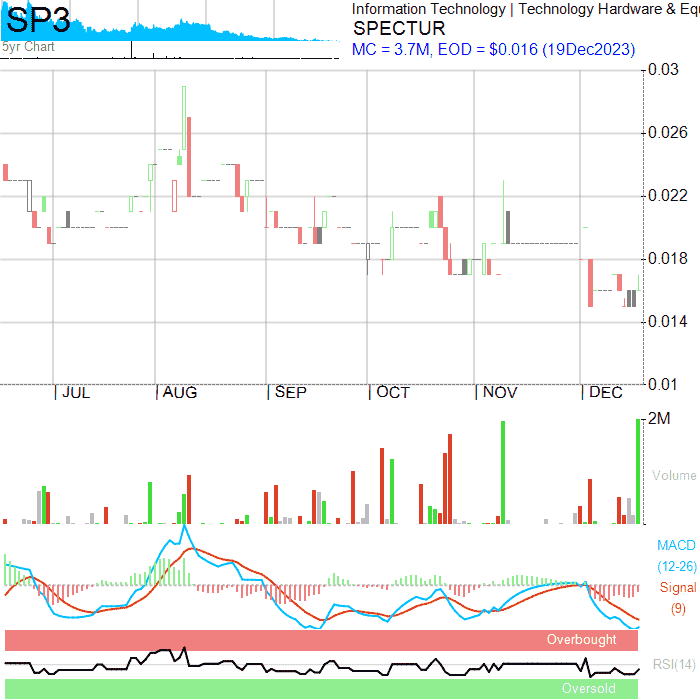 SP3
5yr Chart
Information Technology | Technology Hardware & Equ
SPECTUR
MC = 3.7M, EOD = $0.016 (19Dec2023)
0.03
0.026
0.022
0.018
0.014
0.01
JUL
AUG
SEP
OCT
NOV
DEC
2M
Volume
MACD
(12-26)
Signal
(9)
Overbought
RSI(14)
Oversold